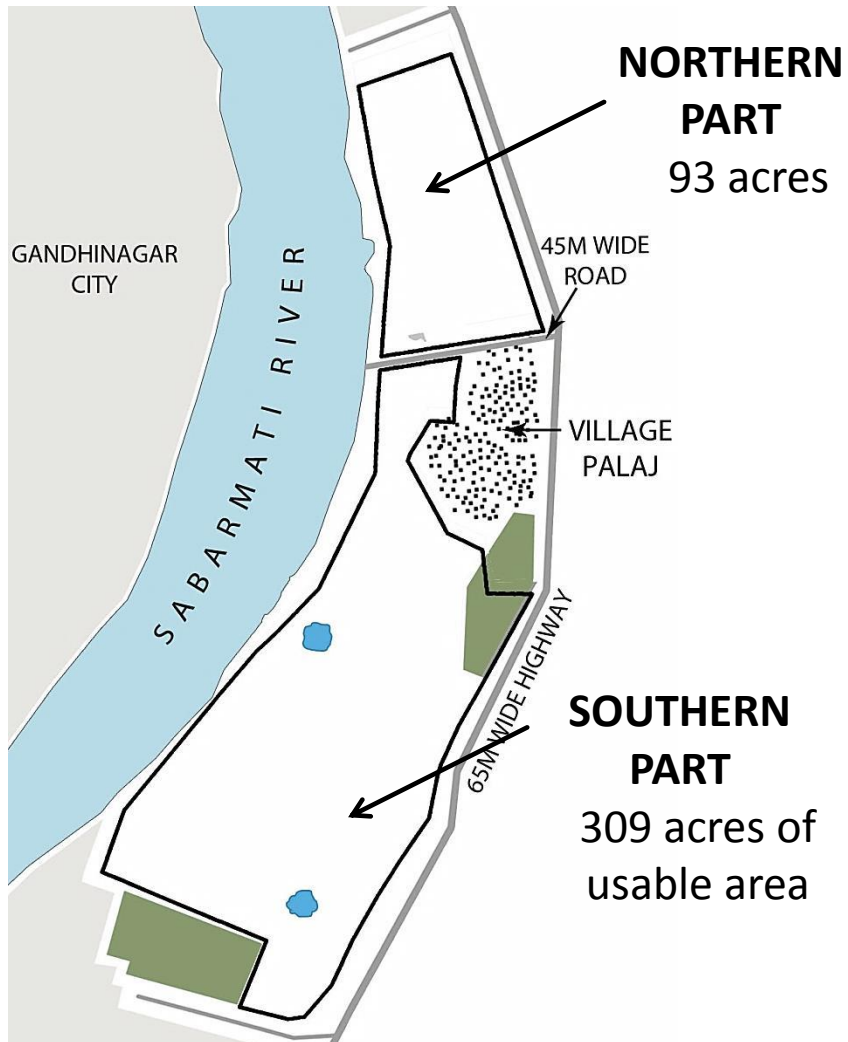 NORTHERN
PART
93 acres
GANDHINAGAR
CITY
SABARMATI RIVER
45M WIDE
ROAD
VILLAGE
PALAJ
65M WIDE HIGHWAY
SOUTHERN
PART
309 acres of
usable area